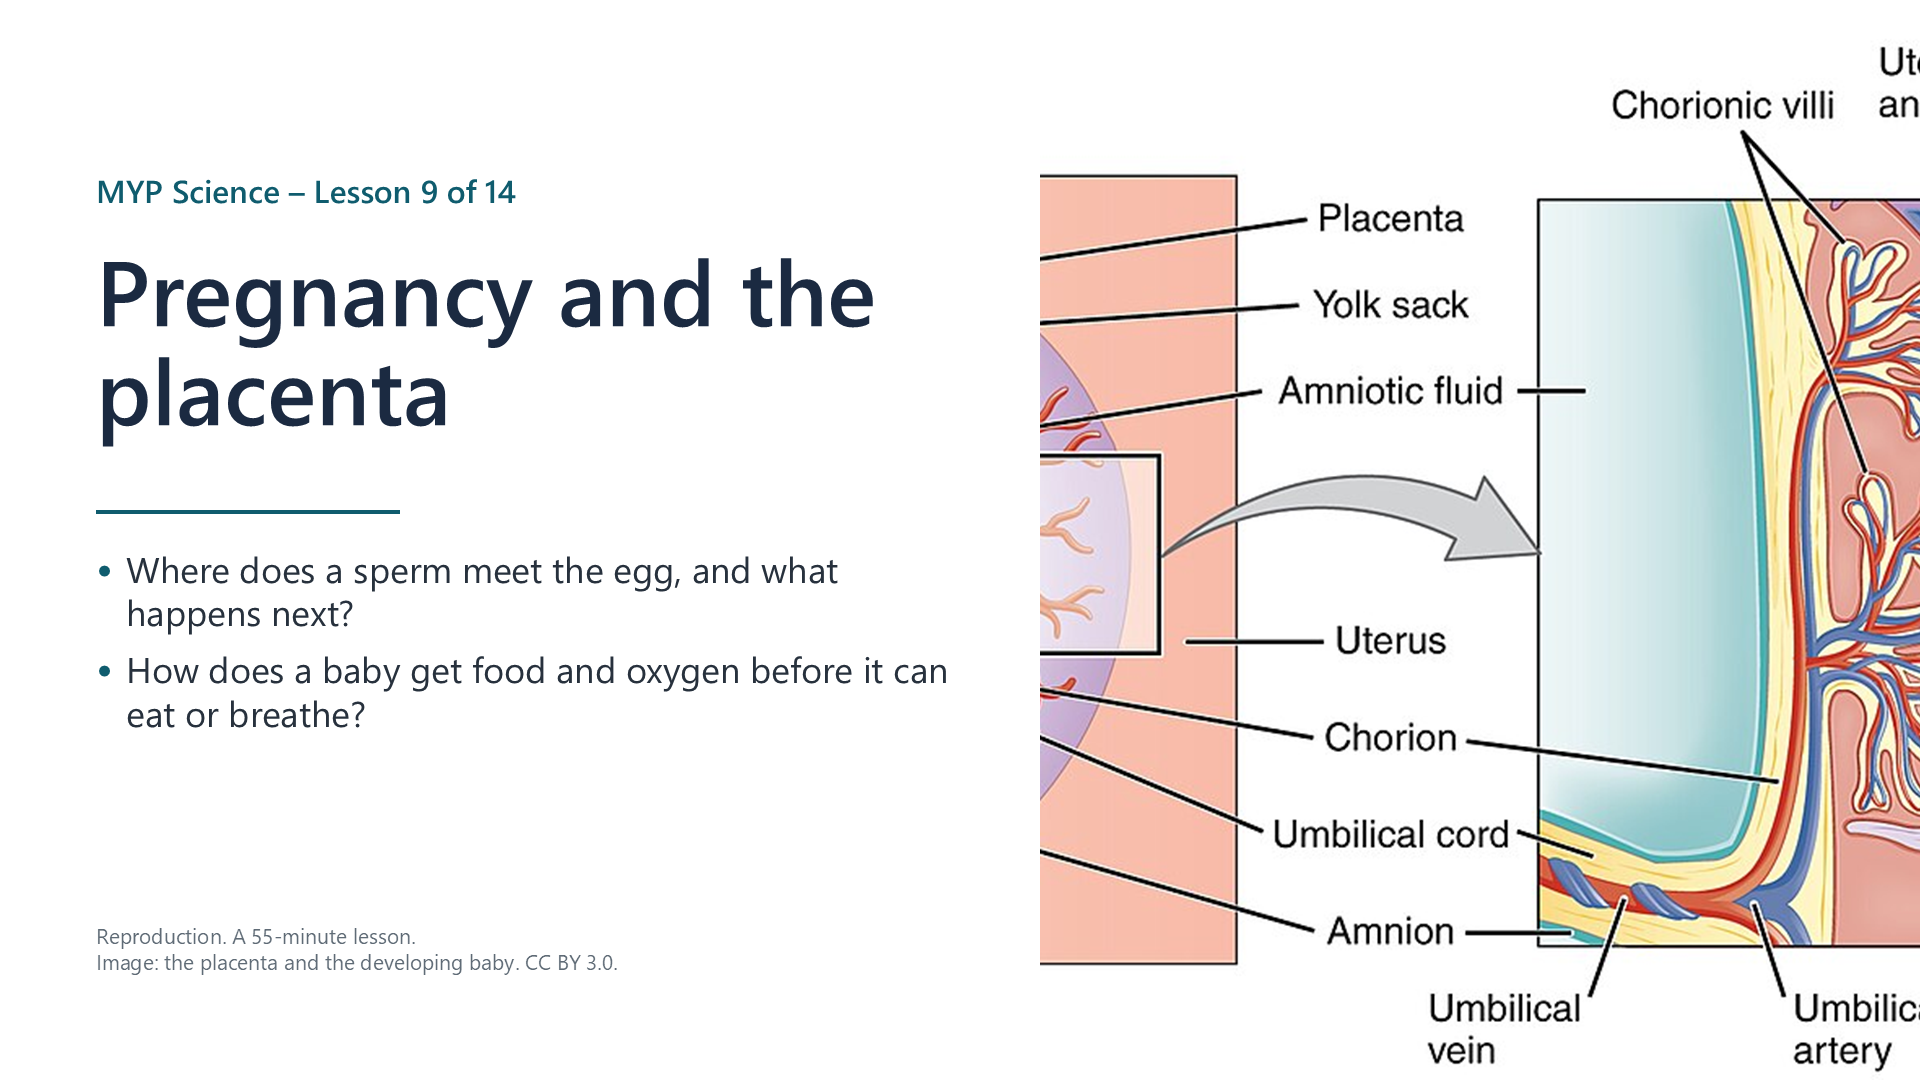 MYP Science – Lesson 9 of 14
Pregnancy and the
placenta
• Where does a sperm meet the egg, and what
happens next?
• How does a baby get food and oxygen before it can
eat or breathe?
Reproduction. A 55-minute lesson.
Image: the placenta and the developing baby. CC BY 3.0.
Chorionic villi
Placenta
Yolk sack
Amniotic fluid
Uterus
Chorion
Umbilical cord
Amnion
Umbilical
vein
artery